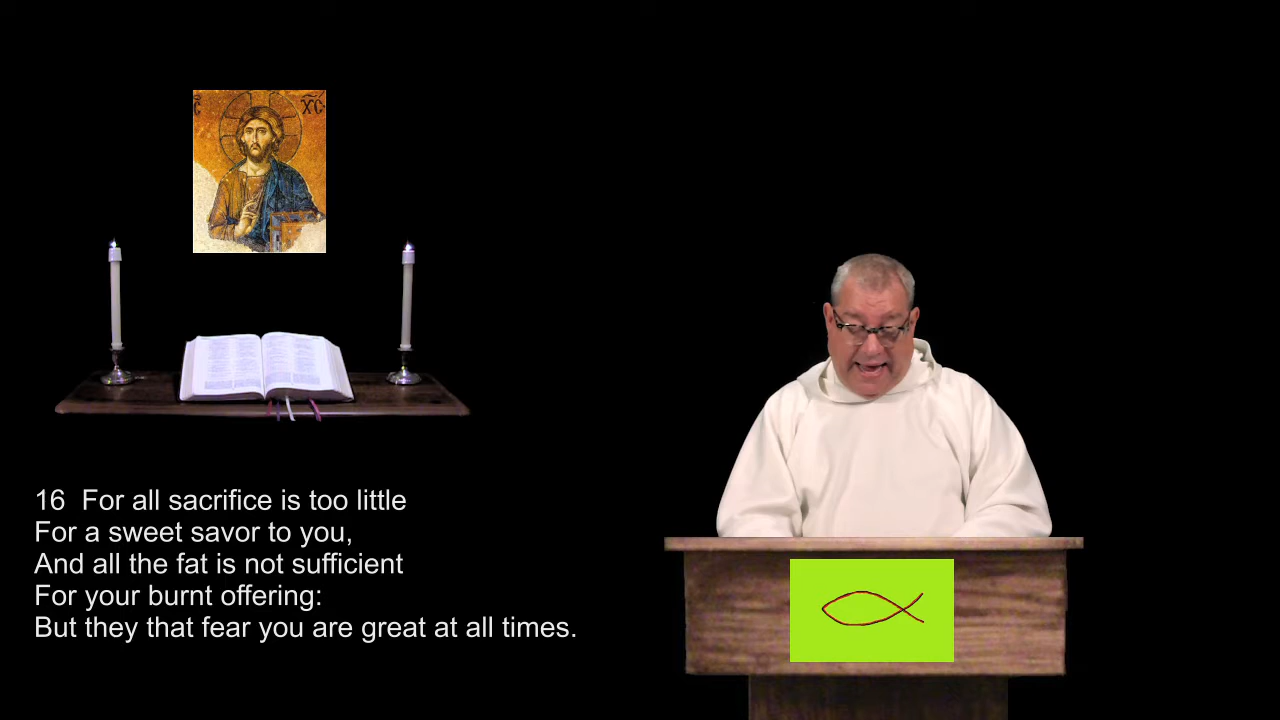 C
XC
16 For all sacrifice is too little
For a sweet savor to you,
And all the fat is not sufficient
For your burnt offering:
But they that fear you are great at all times.